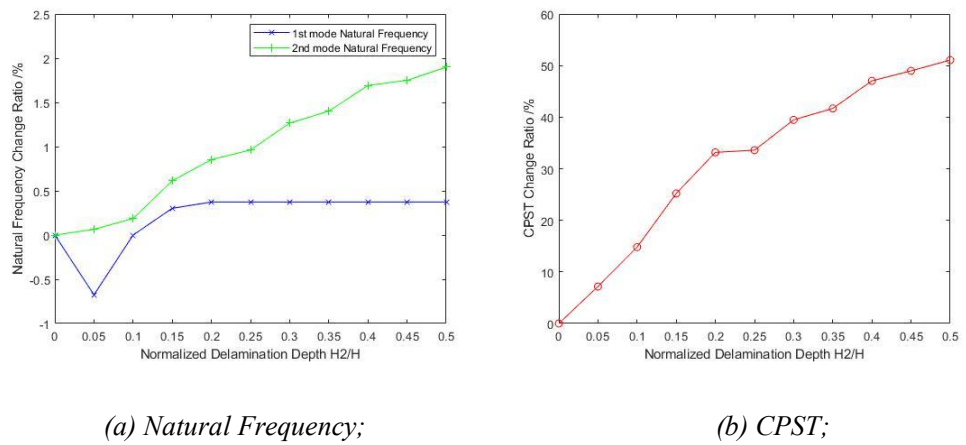 2.5
2
1.5
1
0.5
0
-0.5
-1
Natural Frequency Change Ratio /%
1st mode Natural Frequency
2nd mode Natural Frequency
0 0.05 0.1 0.15 0.2 0.25 0.3 0.35 0.4 0.45 0.5
Normalized Delamination Depth H2/H
(a) Natural Frequency;
60
50
40
30
20
10
0
CPST Change Ratio /%
0 0.05 0.1 0.15 0.2 0.25 0.3 0.35 0.4 0.45 0.5
Normalized Delamination Depth H2/H
(b) CPST;